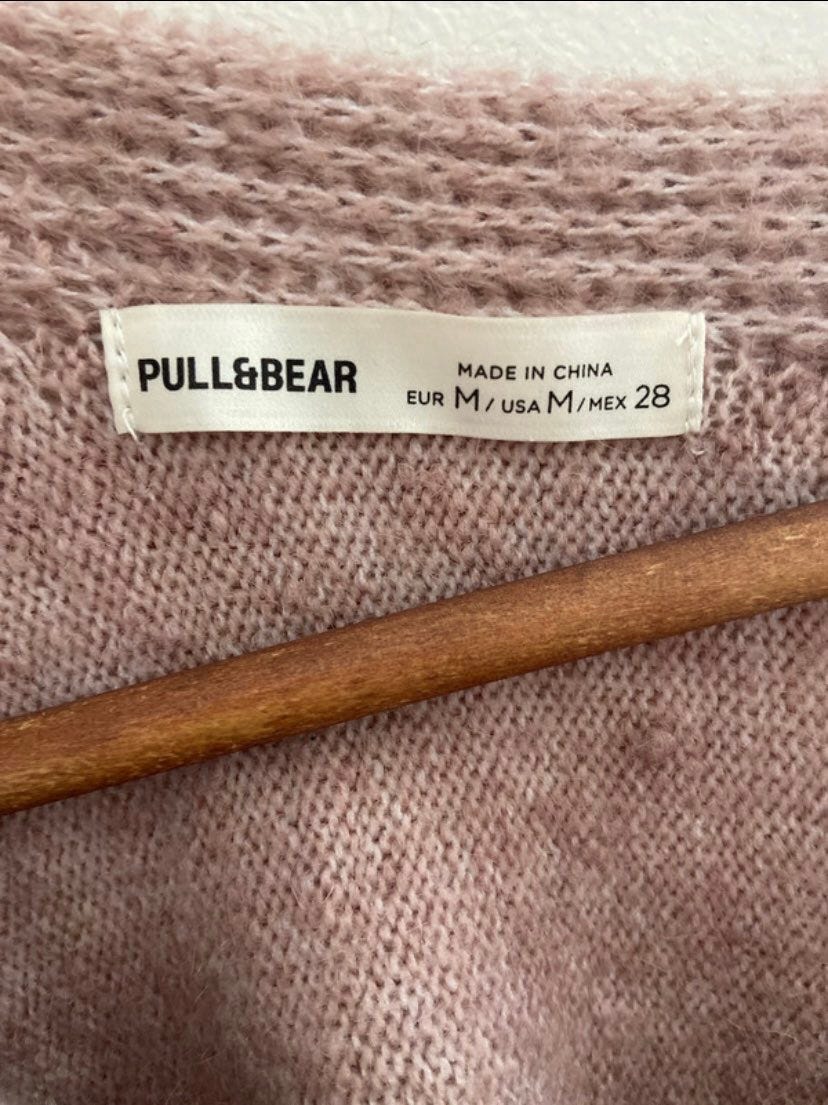 PULL&BEAR
MADE IN CHINA
EUR M / USA M / MEX 28